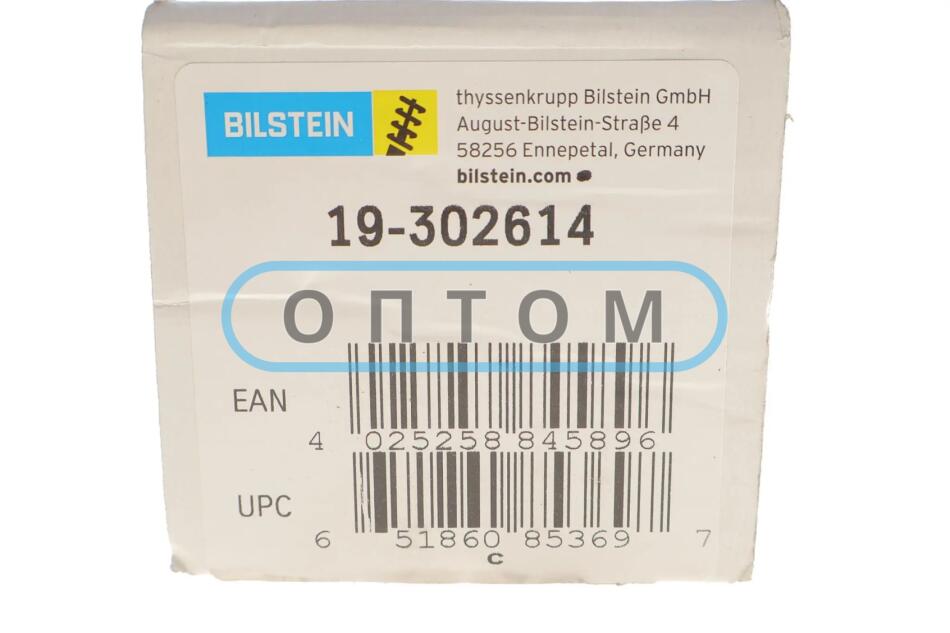 BILSTEIN
thyssenkrupp Bilstein GmbH
August-Bilstein-Straße 4
58256 Ennepetal, Germany
bilstein.com
19-302614
ОПТОМ
EAN
4 025258 845896
UPC
6 51860 85369 7
C